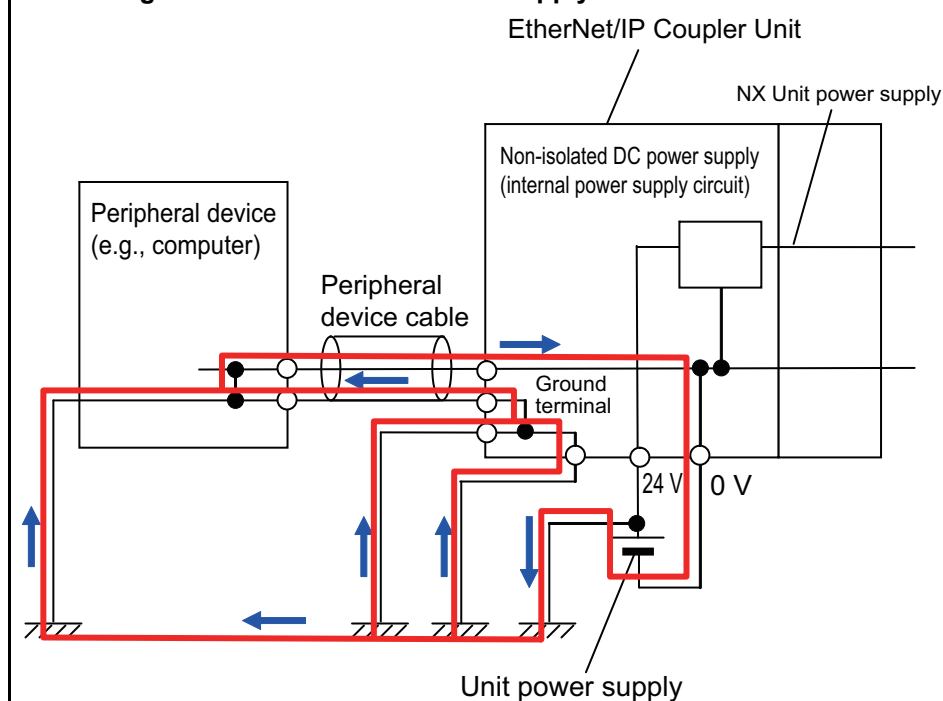 EtherNet/IP Coupler Unit
NX Unit power supply
Non-isolated DC power supply
(internal power supply circuit)
Peripheral device
(e.g., computer)
Peripheral
device cable
Ground
terminal
24 V
0 V
Unit power supply